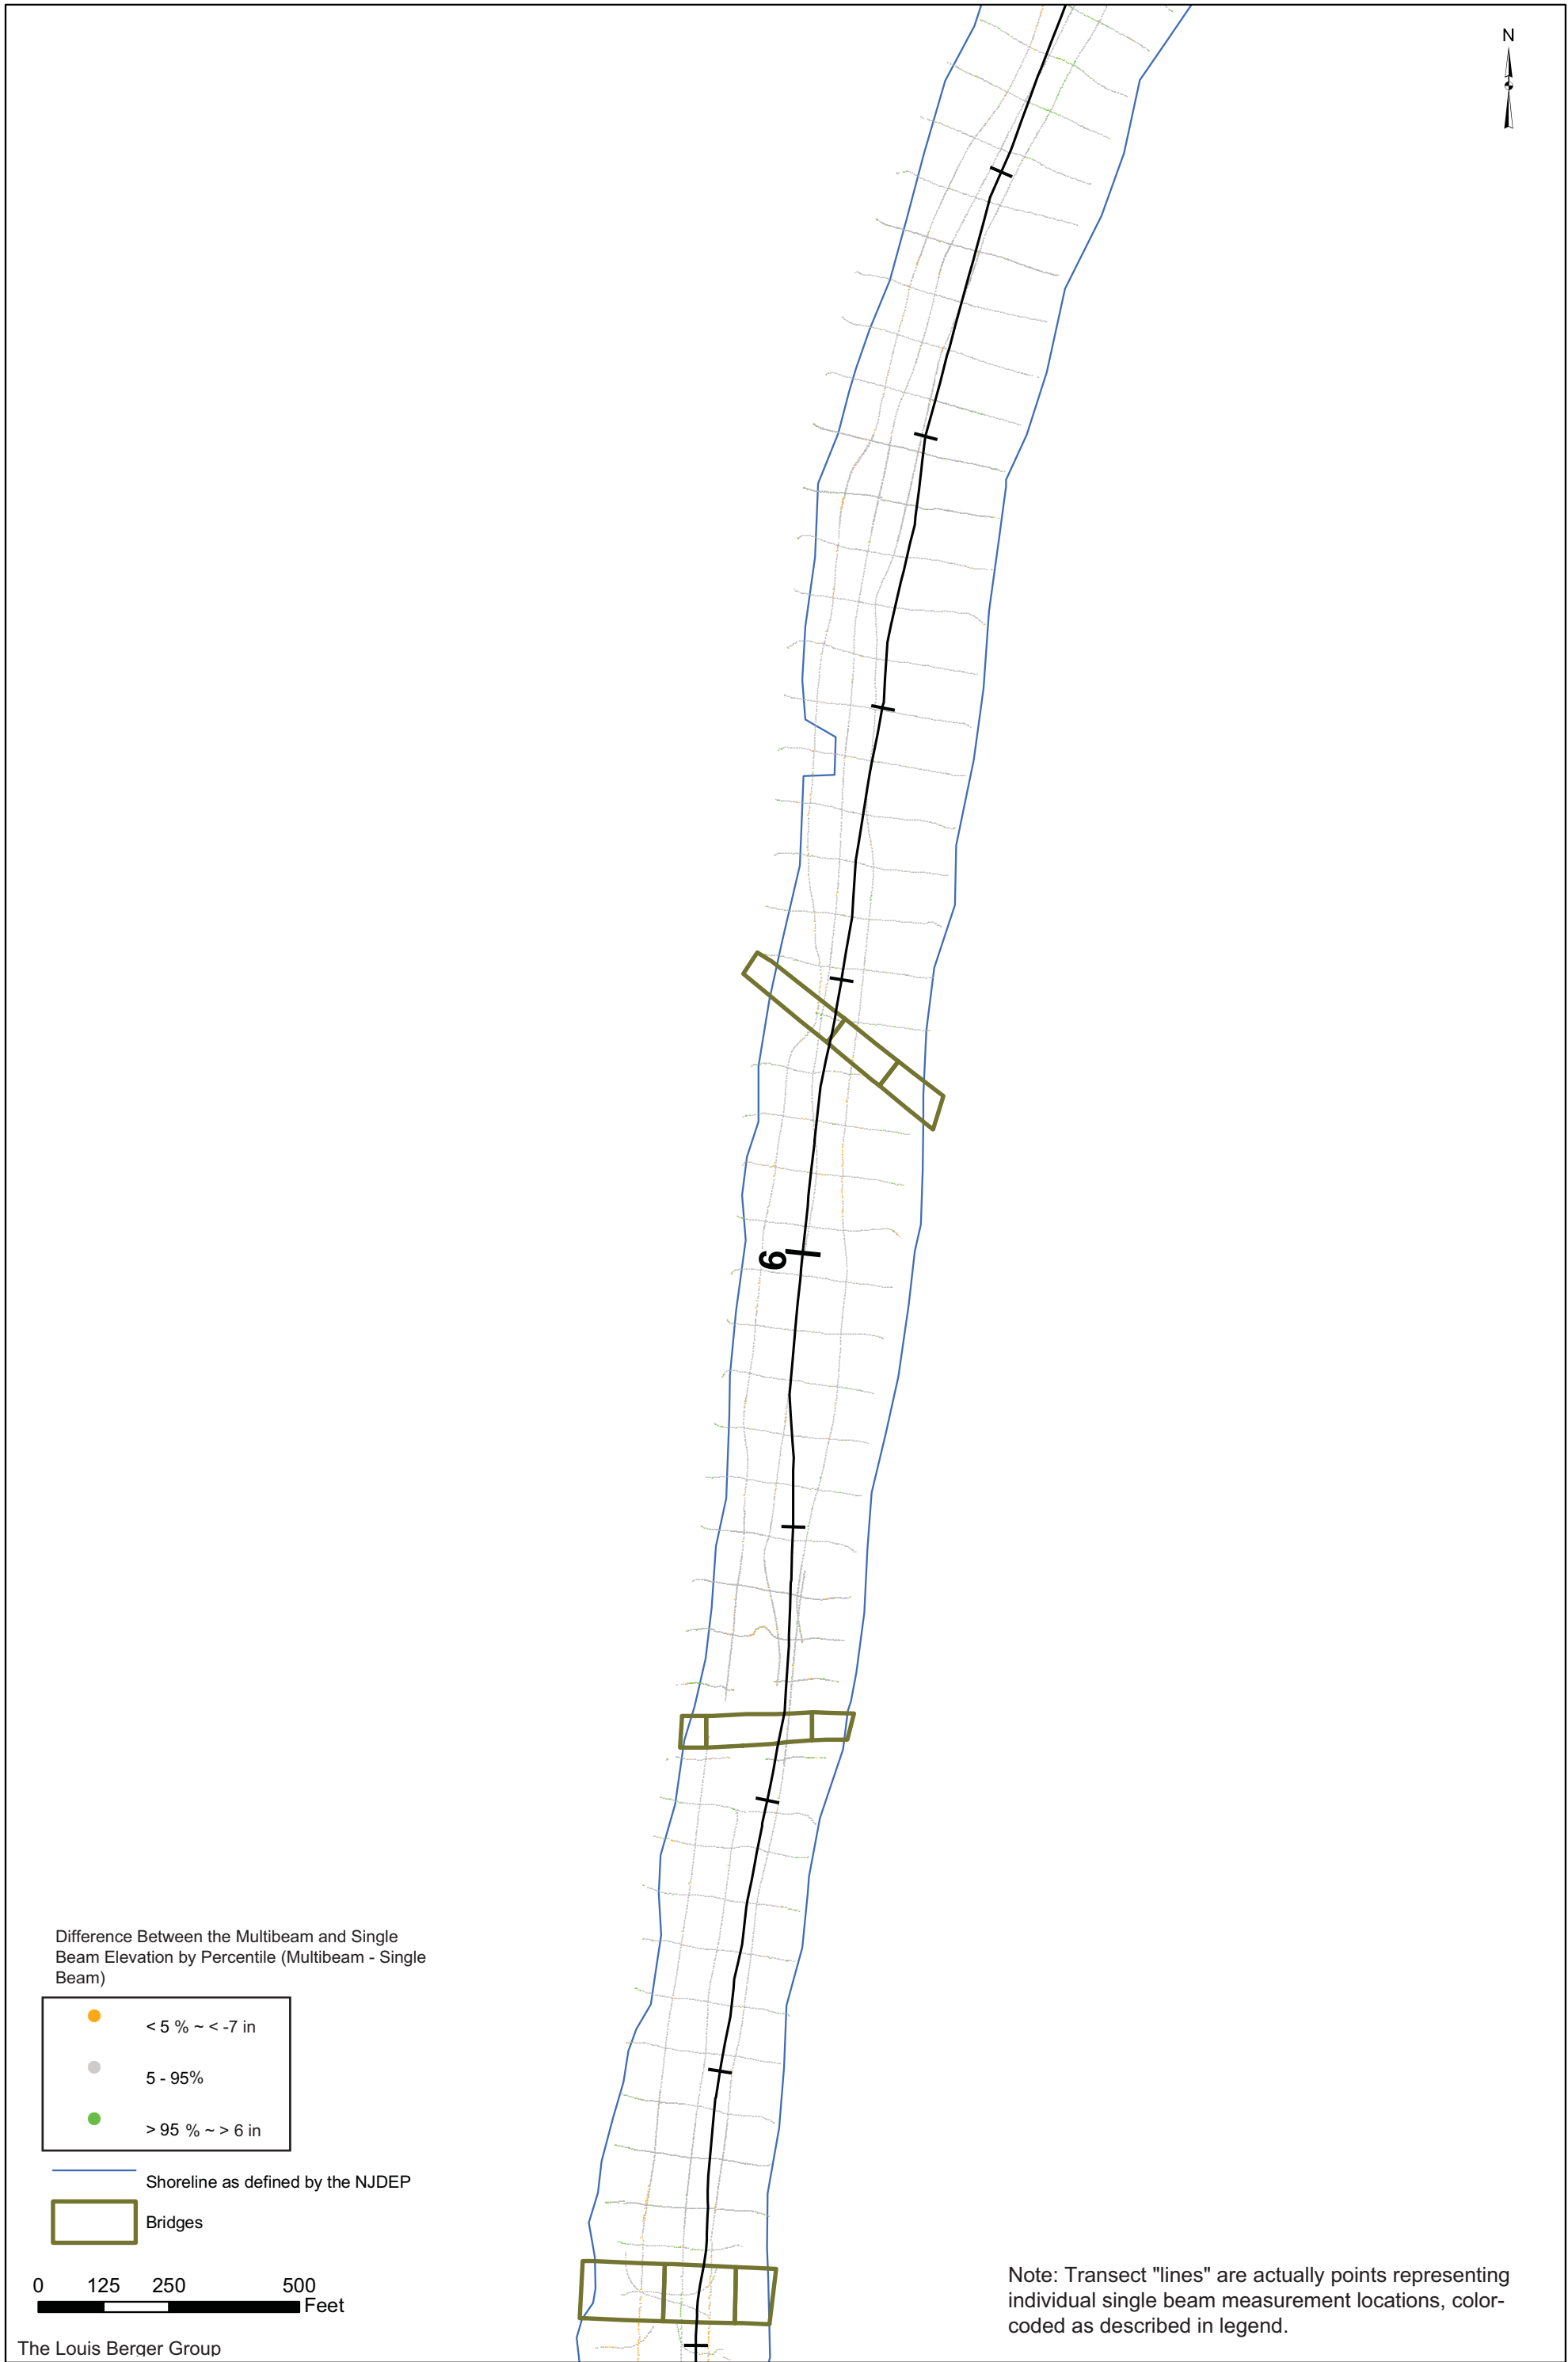 N
6
Difference Between the Multibeam and Single
Beam Elevation by Percentile (Multibeam - Single
Beam)
< 5 % ~ < -7 in
5 - 95%
> 95 % ~ > 6 in
Shoreline as defined by the NJDEP
Bridges
0 125 250 500
Feet
The Louis Berger Group
Note: Transect "lines" are actually points representing
individual single beam measurement locations, color-
coded as described in legend.